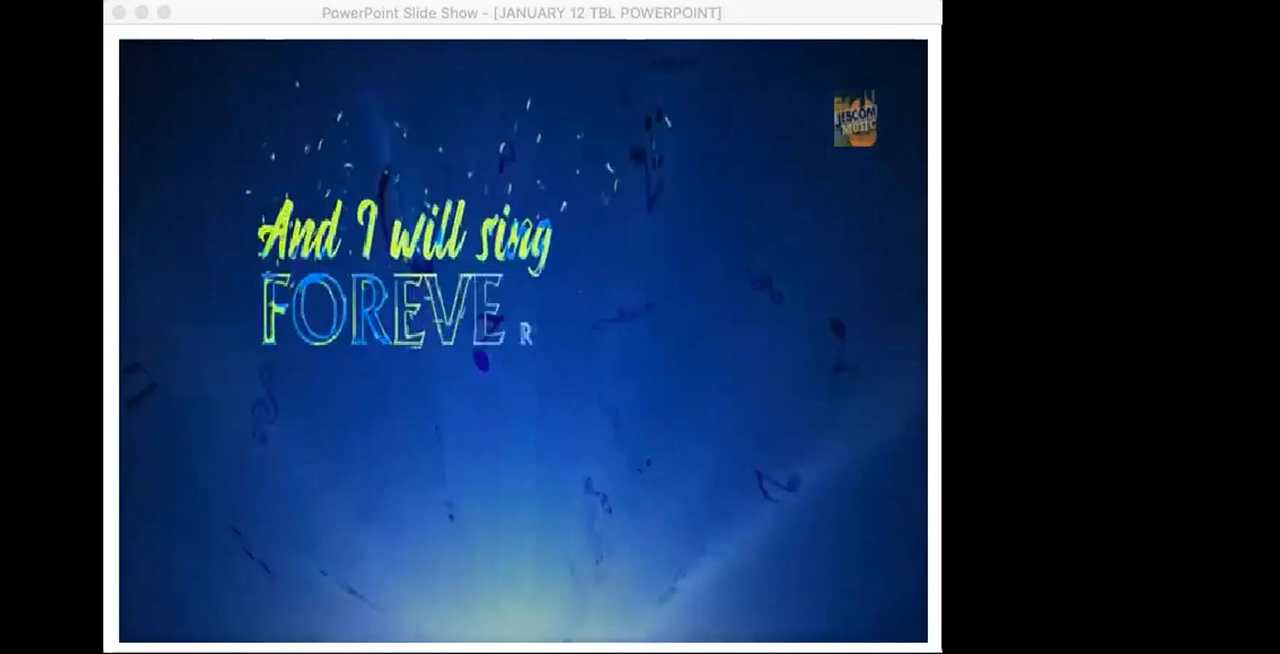 PowerPoint Slide Show - [JANUARY 12 TBL POWERPOINT]
JESCOM
MUSIC
And I will sing
FOREVER